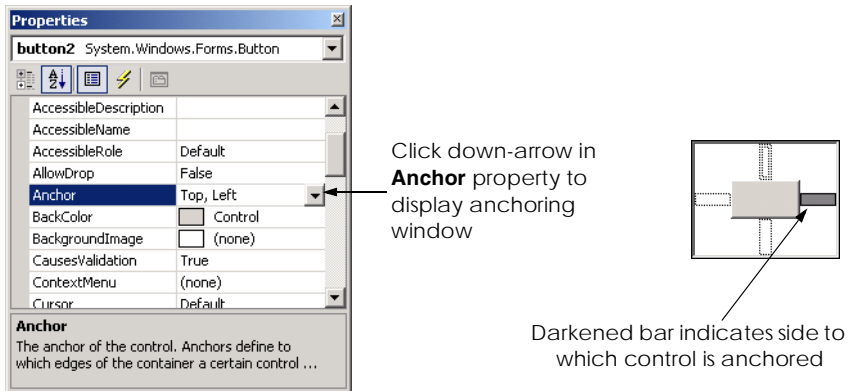 Properties
button2 System.Windows.Forms.Button
AccessibleDescription
AccessibleName
AccessibleRole Default
AllowDrop False
Anchor Top, Left
BackColor Control
BackgroundImage (none)
CausesValidation True
ContextMenu (none)
Cursor Default
Anchor
The anchor of the control. Anchors define to
which edges of the container a certain control ...
Click down-arrow in
Anchor property to
display anchoring
window
Darkened bar indicates side to
which control is anchored